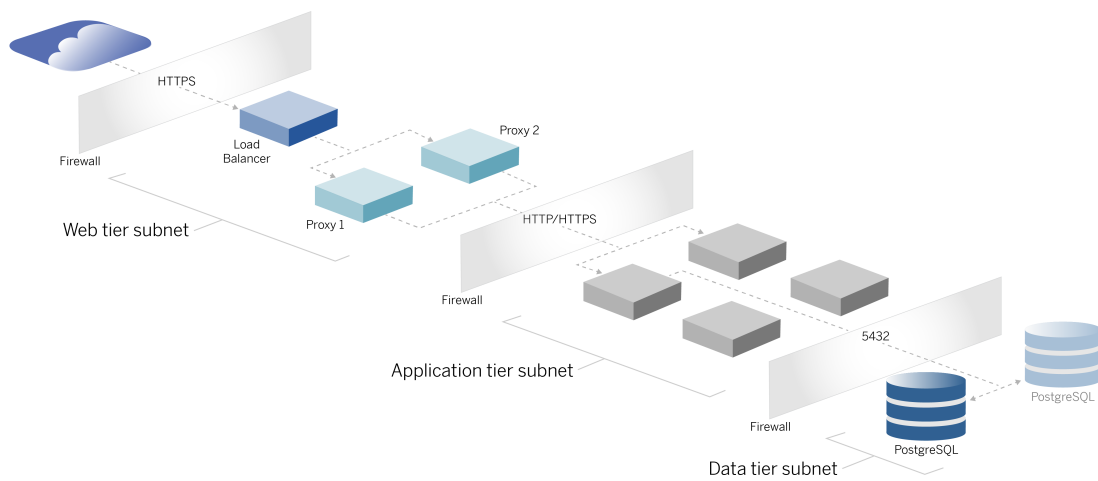 HTTPS
Firewall
Load
Balancer
Proxy 2
Proxy 1
Web tier subnet
HTTP/HTTPS
Firewall
Application tier subnet
5432
Firewall
PostgreSQL
PostgreSQL
Data tier subnet